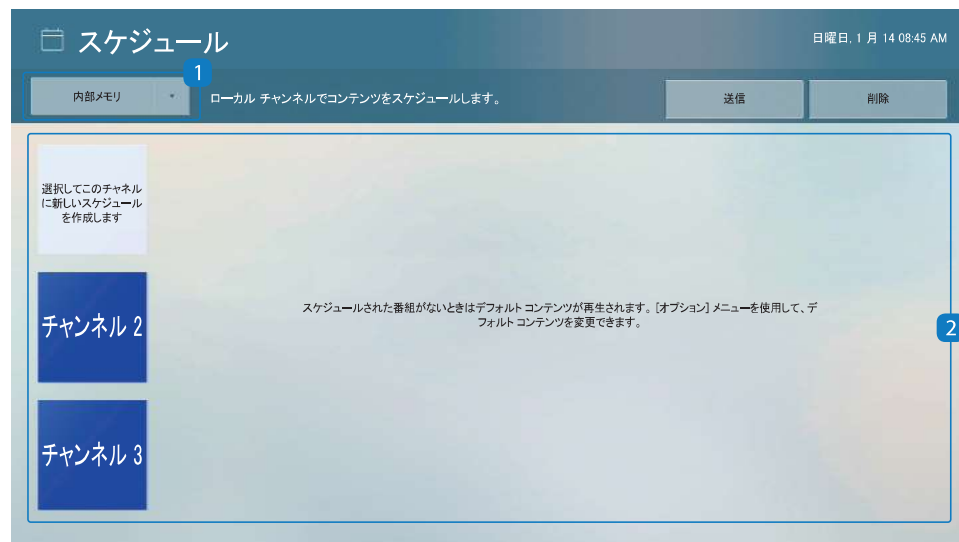 スケジュール
日曜日, 1 月 14 08:45 AM
1
内部メモリ
ローカル チャンネルでコンテンツをスケジュールします。
送信
削除
選択してこのチャネル
に新しいスケジュール
を作成します
チャンネル 2
スケジュールされた番組がないときはデフォルト コンテンツが再生されます。[オプション] メニューを使用して、デ
フォルト コンテンツを変更できます。
2
チャンネル 3